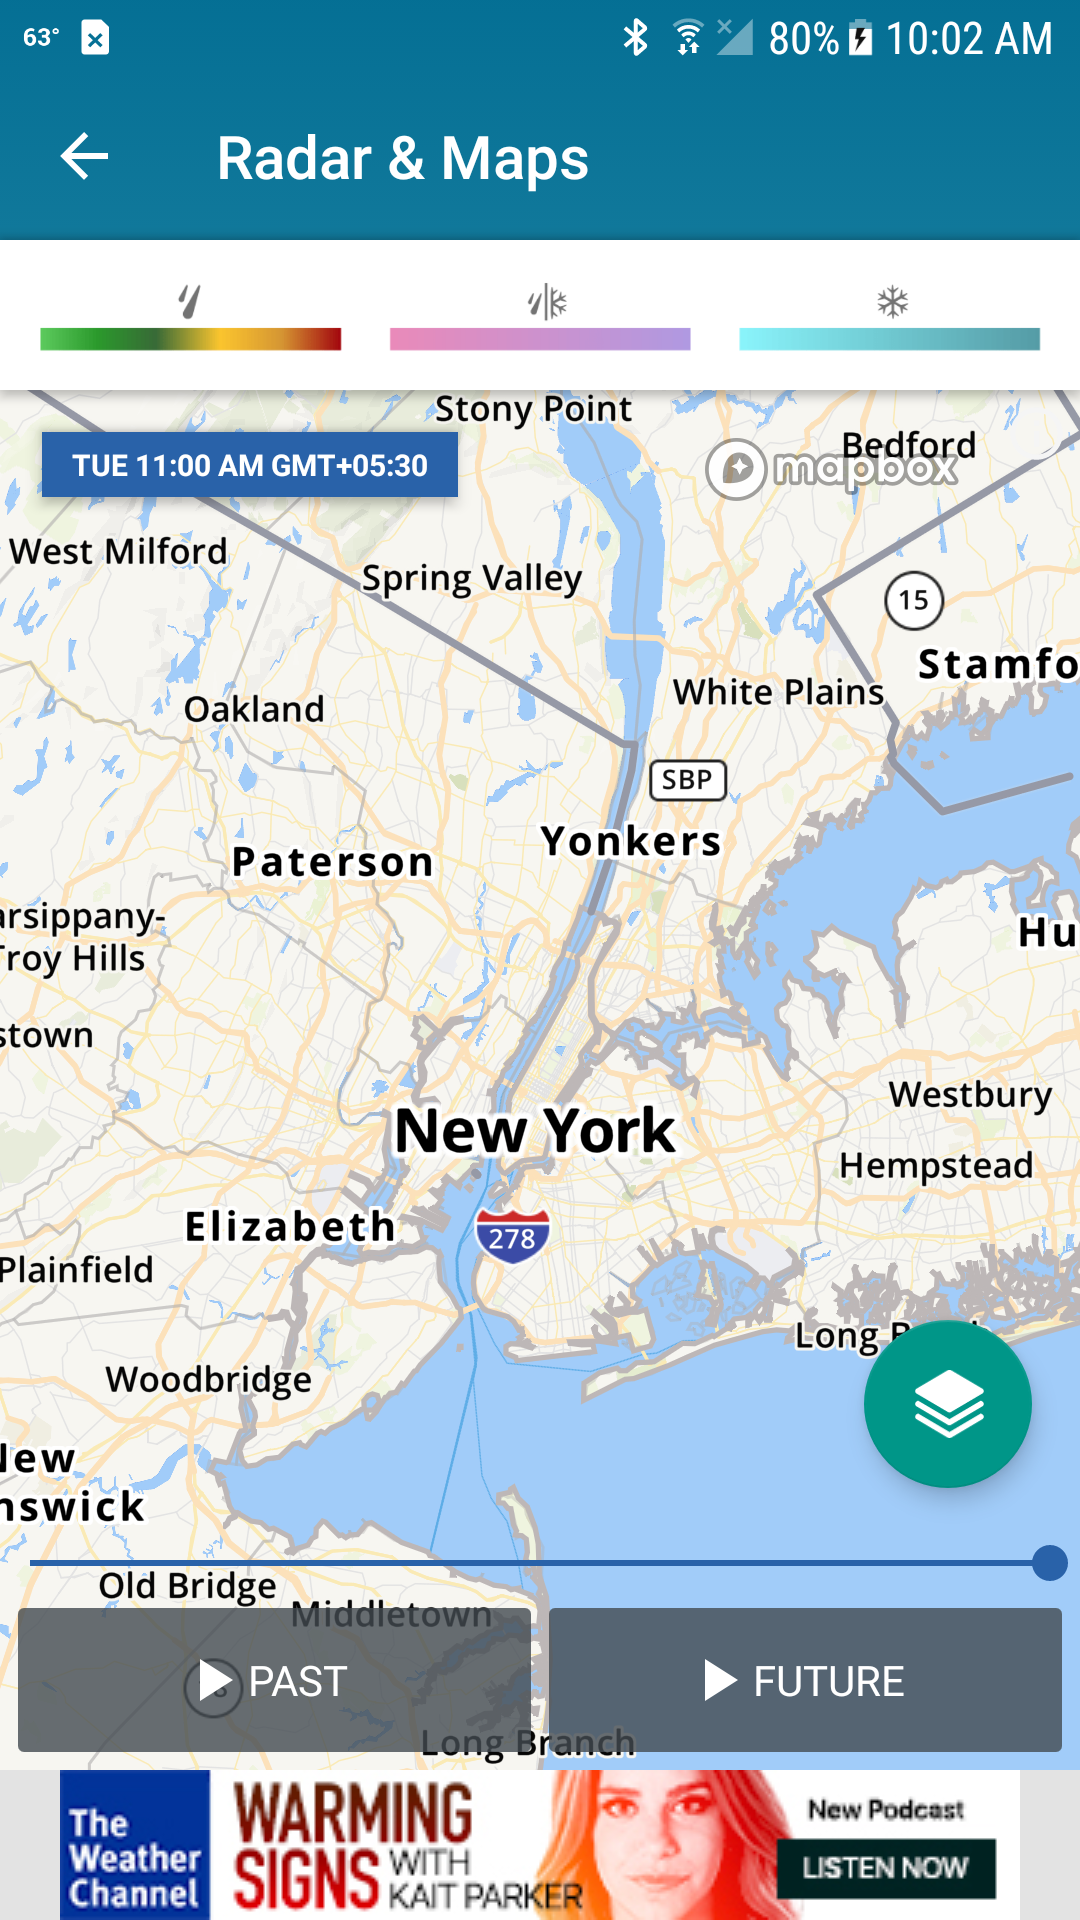 63°
80% 10:02 AM
Radar & Maps
Stony Point
Bedford
TUE 11:00 AM GMT+05:30
mapbox
West Milford
Spring Valley
15
Stamfo
White Plains
Oakland
SBP
Yonkers
Paterson
arsippany-
Troy Hills
Hu
stown
Westbury
New York
Hempstead
Elizabeth
278
Plainfield
Long
Woodbridge
New
nswick
Old Bridge
Middletown
PAST
FUTURE
Long Branch
The
Weather
Channel
WARMING
SIGNS WITH
KAIT PARKER
New Podcast
LISTEN NOW